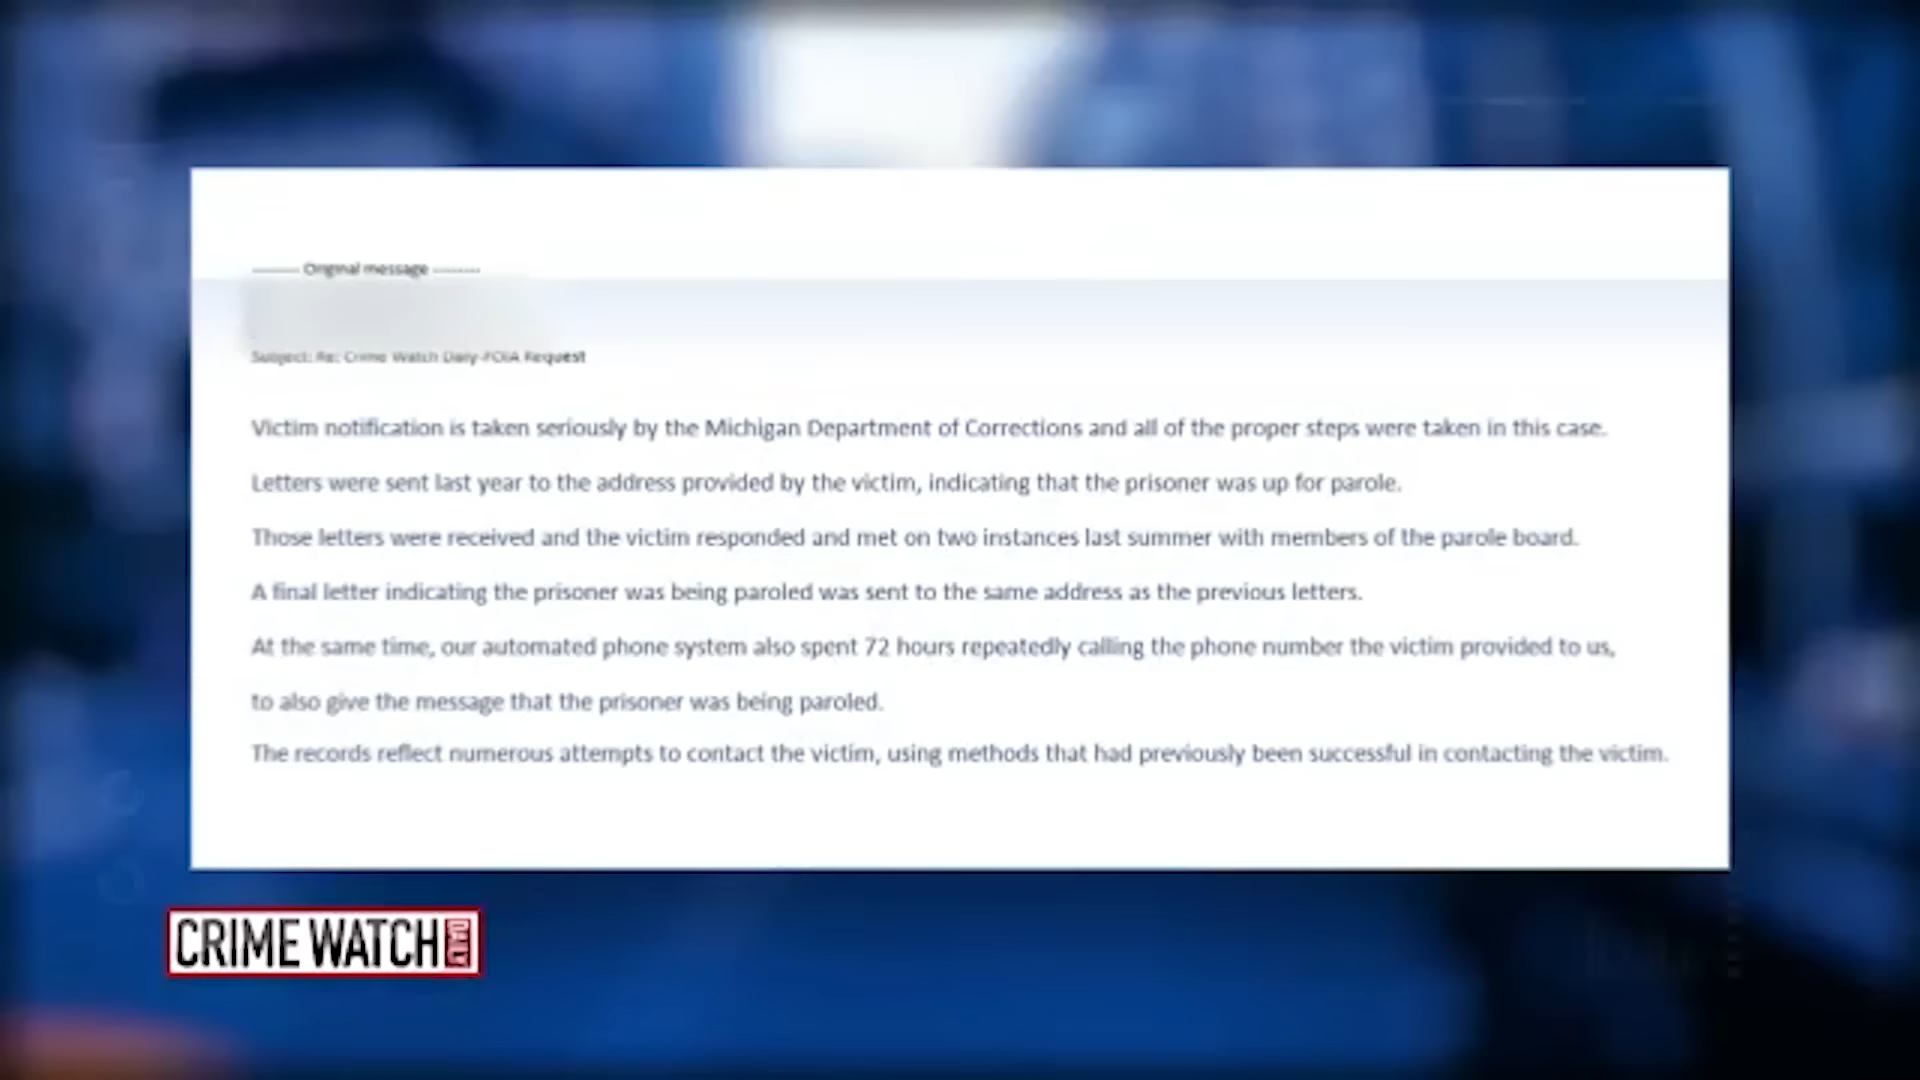 -------- Original message --------
Subject: Re: Crime Watch Daily-FOIA Request
Victim notification is taken seriously by the Michigan Department of Corrections and all of the proper steps were taken in this case.
Letters were sent last year to the address provided by the victim, indicating that the prisoner was up for parole.
Those letters were received and the victim responded and met on two instances last summer with members of the parole board.
A final letter indicating the prisoner was being paroled was sent to the same address as the previous letters.
At the same time, our automated phone system also spent 72 hours repeatedly calling the phone number the victim provided to us,
to also give the message that the prisoner was being paroled.
The records reflect numerous attempts to contact the victim, using methods that had previously been successful in contacting the victim.
CRIME WATCH DAILY